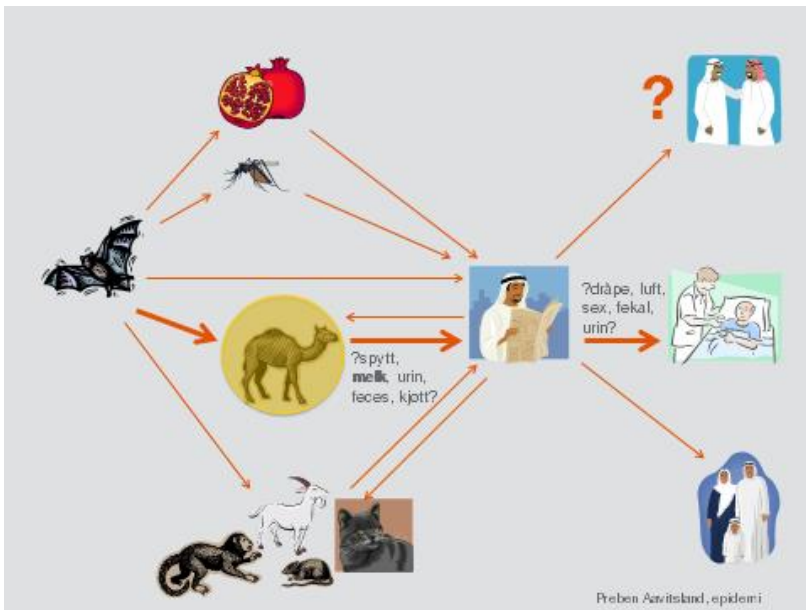 ?
?dråpe, luft,
sex, fekal,
urin?
?spytt,
melk, urin,
feces, kjøtt?
Preben Aavitsland, epidemi